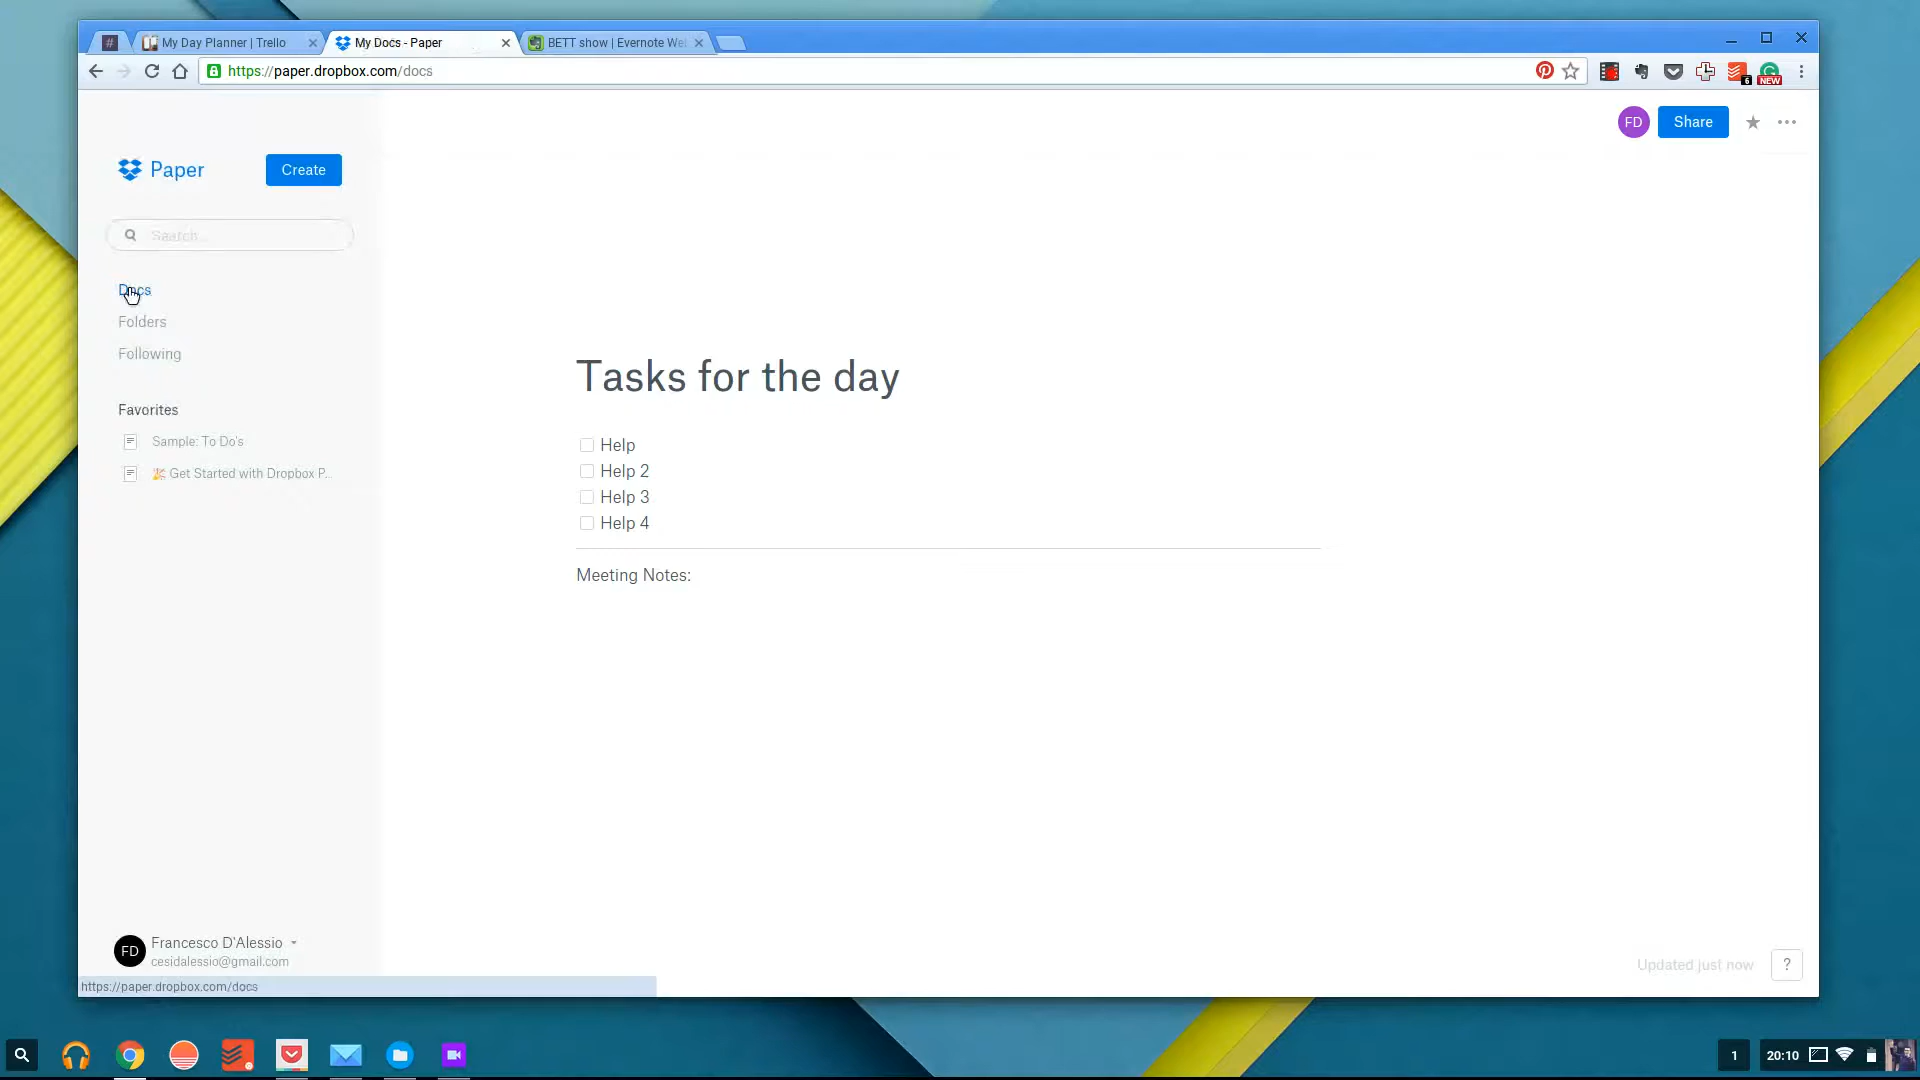 #
My Day Planner | Trello
My Docs - Paper
BETT show | Evernote We
https://paper.dropbox.com/docs
6
NEW
FD
Share
Paper
Create
Search...
Docs
Folders
Following
Favorites
Sample: To Do's
Get Started with Dropbox P...
Tasks for the day
Help
Help 2
Help 3
Help 4
Meeting Notes:
FD
Francesco D'Alessio
cesidalessio@gmail.com
Updated just now
?
https://paper.dropbox.com/docs
1
20:10